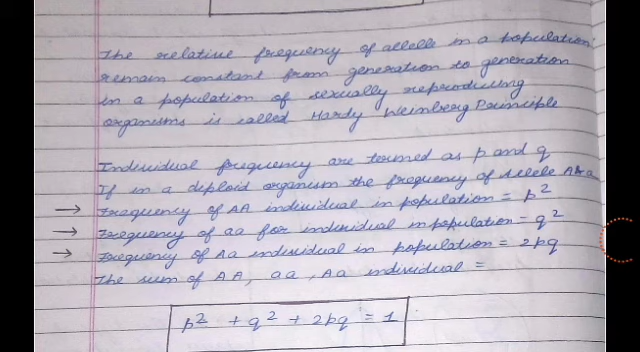 The relative frequency of allele in a population
remain constant from generation to generation
in a population of sexually reproducing
organisms is called Hardy Weinberg Principle
Individual frequency are termed as p and q
If in a diploid organism the frequency of Allele A & a
→ Frequency of AA individual in population = p²
→ Frequency of aa for individual in population = q²
→ Frequency of Aa individual in population = 2pq
The sum of AA, aa, Aa individual =
p² + q² + 2pq = 1